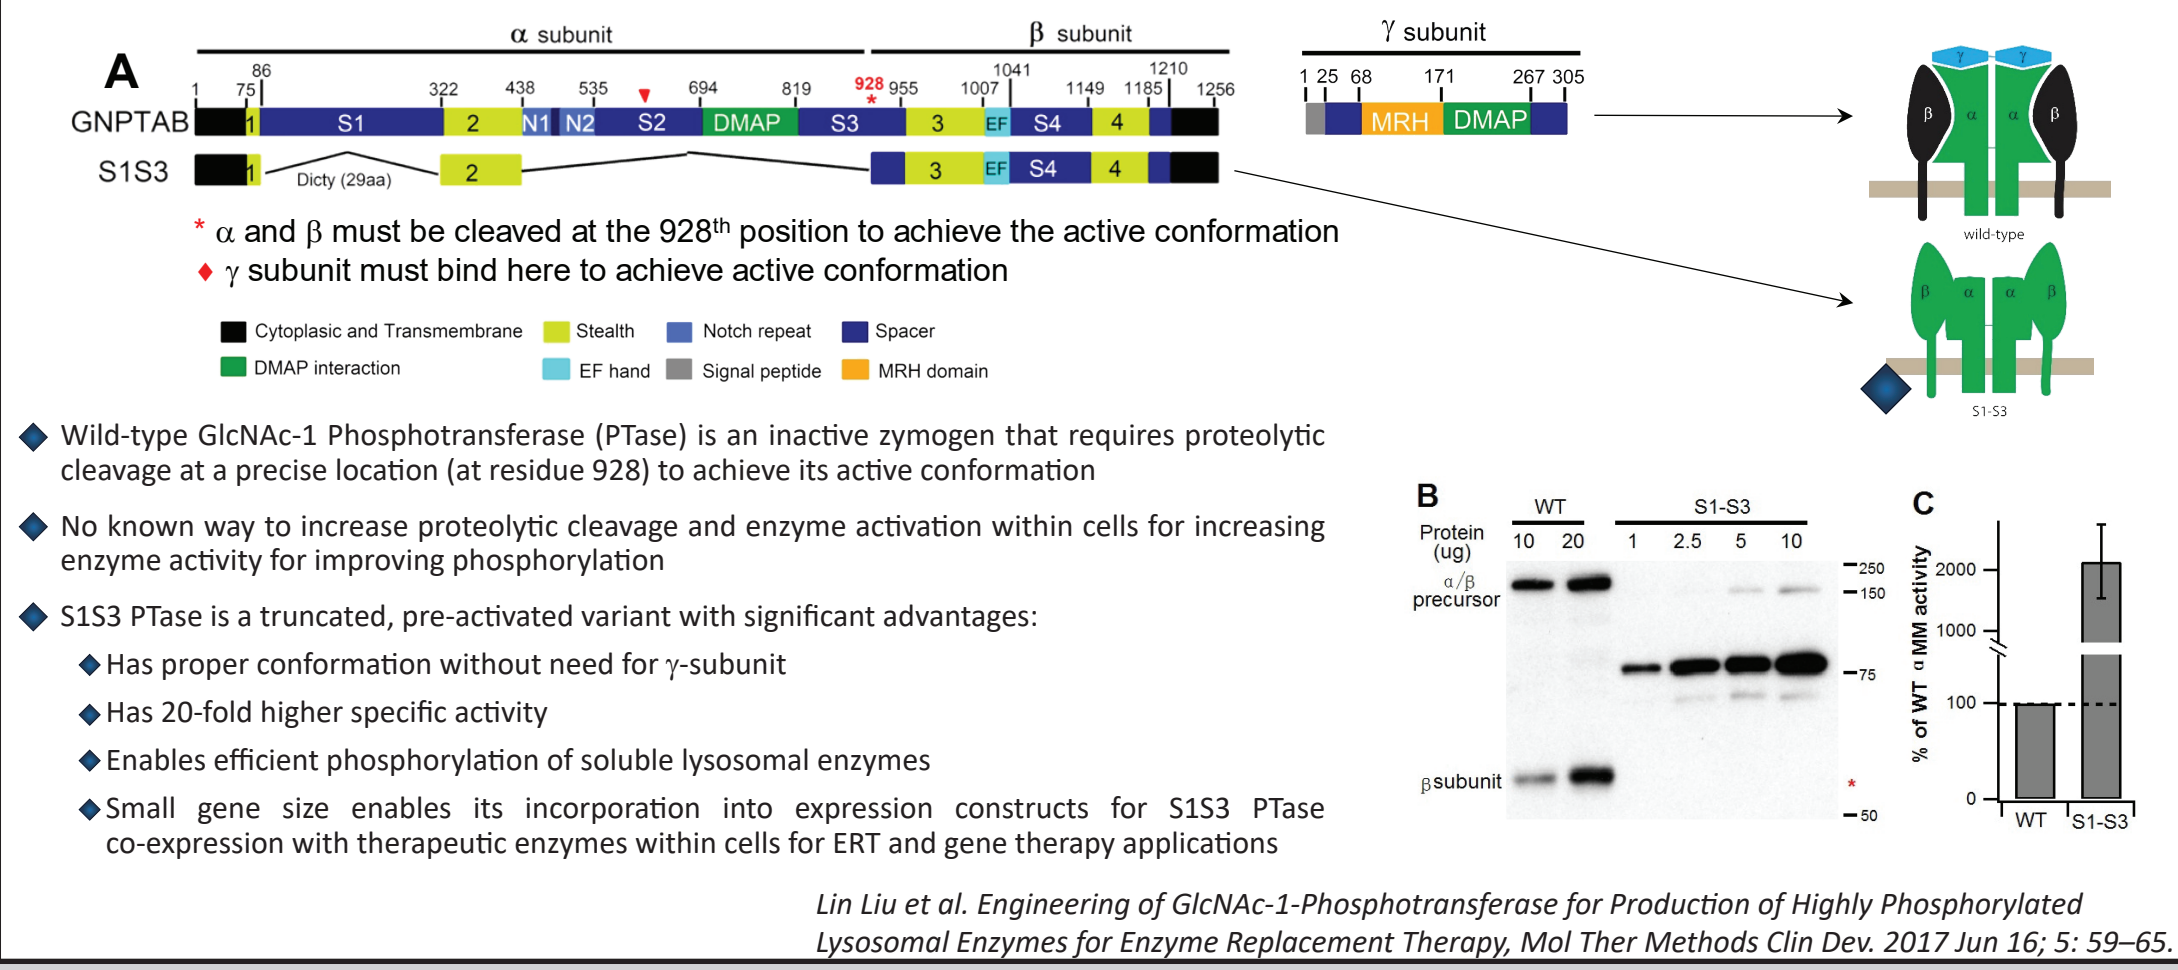 α subunit
β subunit
γ subunit
A
1
75
86
322
438
535
694
819
928
*
955
1007
1041
1149
1185
1210
1256
1 25 68 171 267 305
GNPTAB 1 S1 2 N1 N2 S2 DMAP S3 3 EF S4 4
MRH DMAP
S1S3 1 Dicty (29aa) 2 3 EF S4 4
* α and β must be cleaved at the 928th position to achieve the active conformation
γ subunit must bind here to achieve active conformation
Cytoplasic and Transmembrane
Stealth
Notch repeat
Spacer
DMAP interaction
EF hand
Signal peptide
MRH domain
γ γ
β α α β
wild-type
β α α β
S1-S3
Wild-type GlcNAc-1 Phosphotransferase (PTase) is an inactive zymogen that requires proteolytic
cleavage at a precise location (at residue 928) to achieve its active conformation
No known way to increase proteolytic cleavage and enzyme activation within cells for increasing
enzyme activity for improving phosphorylation
S1S3 PTase is a truncated, pre-activated variant with significant advantages:
Has proper conformation without need for γ-subunit
Has 20-fold higher specific activity
Enables efficient phosphorylation of soluble lysosomal enzymes
Small gene size enables its incorporation into expression constructs for S1S3 PTase
co-expression with therapeutic enzymes within cells for ERT and gene therapy applications
B
WT S1-S3
Protein
(ug)
10 20 1 2.5 5 10
α/β
precursor
β subunit
250
150
75
*
50
C
% of WT αMM activity
2000
1000
100
0
WT S1-S3
Lin Liu et al. Engineering of GlcNAc-1-Phosphotransferase for Production of Highly Phosphorylated
Lysosomal Enzymes for Enzyme Replacement Therapy, Mol Ther Methods Clin Dev. 2017 Jun 16; 5: 59–65.